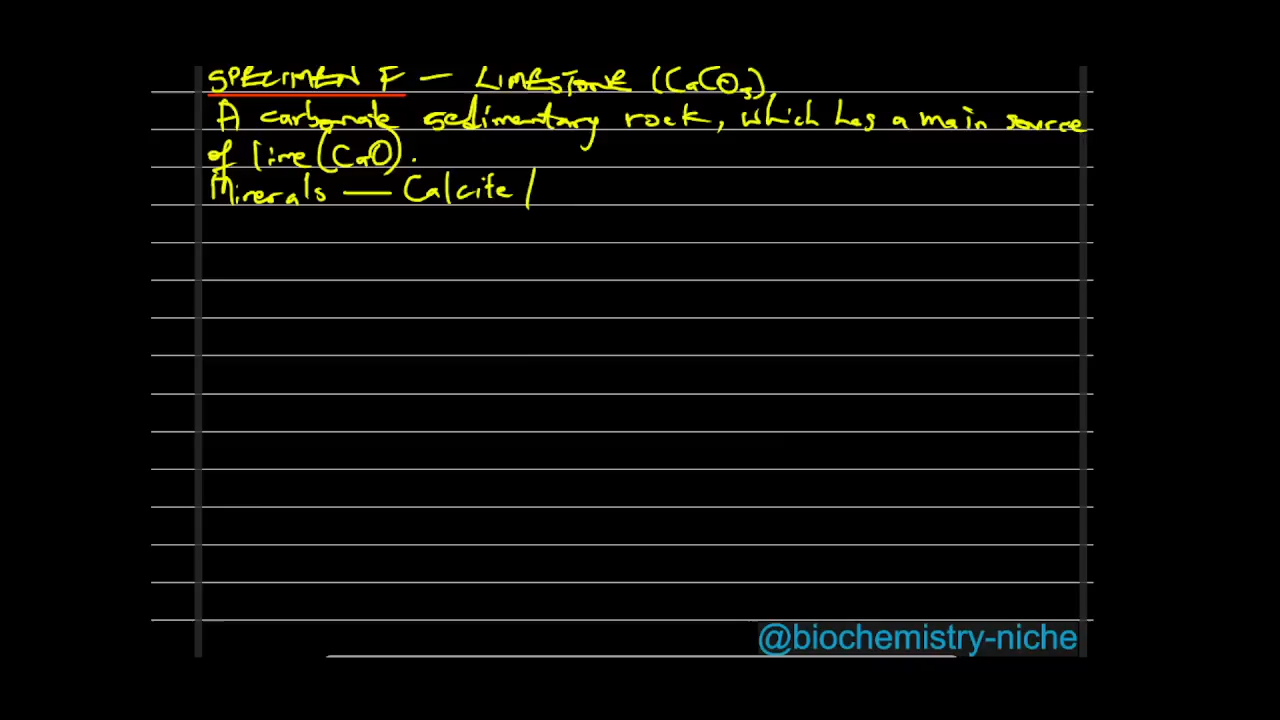 SPECIMEN F — LIMESTONE (CaCO₃).
A carbonate sedimentary rock, which has a main source
of lime (CaO).
Minerals — Calcite /
@biochemistry-niche